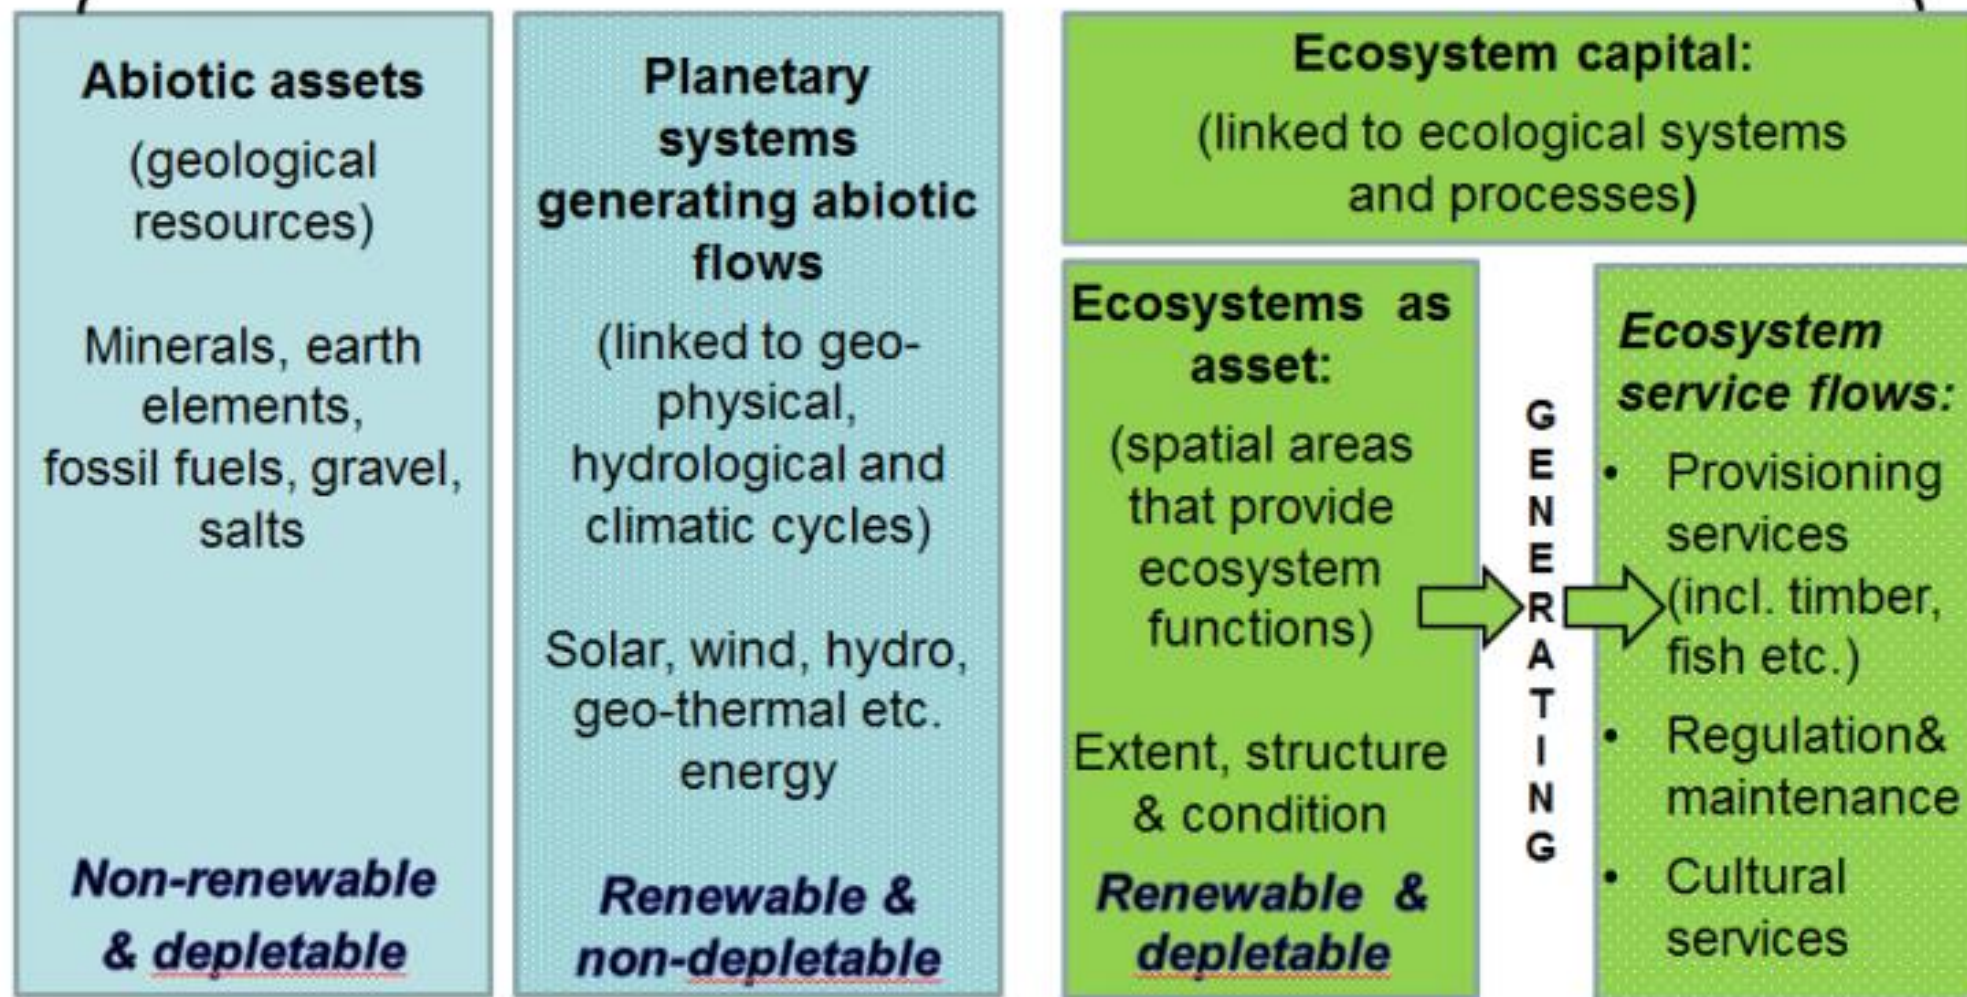 Abiotic assets
(geological
resources)
Minerals, earth
elements,
fossil fuels, gravel,
salts
Non-renewable
& depletable
Planetary
systems
generating abiotic
flows
(linked to geo-
physical,
hydrological and
climatic cycles)
Solar, wind, hydro,
geo-thermal etc.
energy
Renewable &
non-depletable
Ecosystem capital:
(linked to ecological systems
and processes)
Ecosystems as
asset:
(spatial areas
that provide
ecosystem
functions)
Extent, structure
& condition
Renewable &
depletable
GENERATING
Ecosystem
service flows:
• Provisioning
services
(incl. timber,
fish etc.)
• Regulation&
maintenance
• Cultural
services